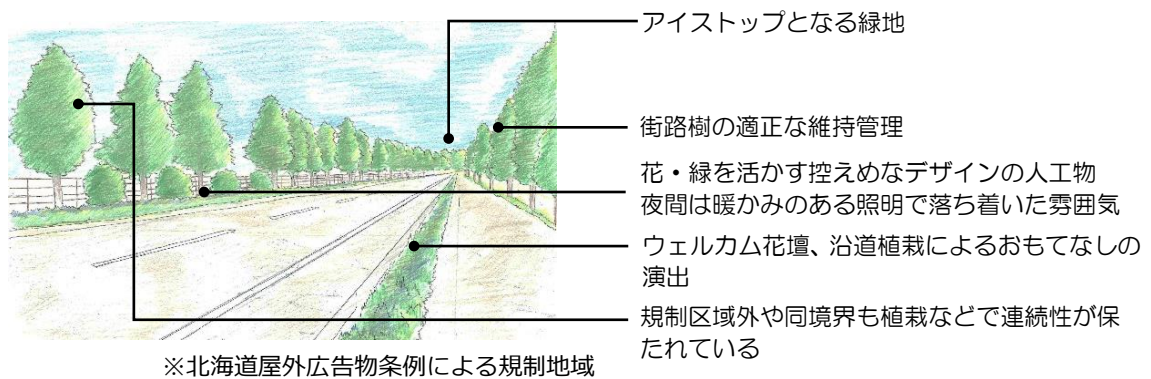 アイストップとなる緑地
街路樹の適正な維持管理
花・緑を活かす控えめなデザインの人工物
夜間は暖かみのある照明で落ち着いた雰囲気
ウェルカム花壇、沿道植栽によるおもてなしの
演出
規制区域外や同境界も植栽などで連続性が保
たれている
※北海道屋外広告物条例による規制地域